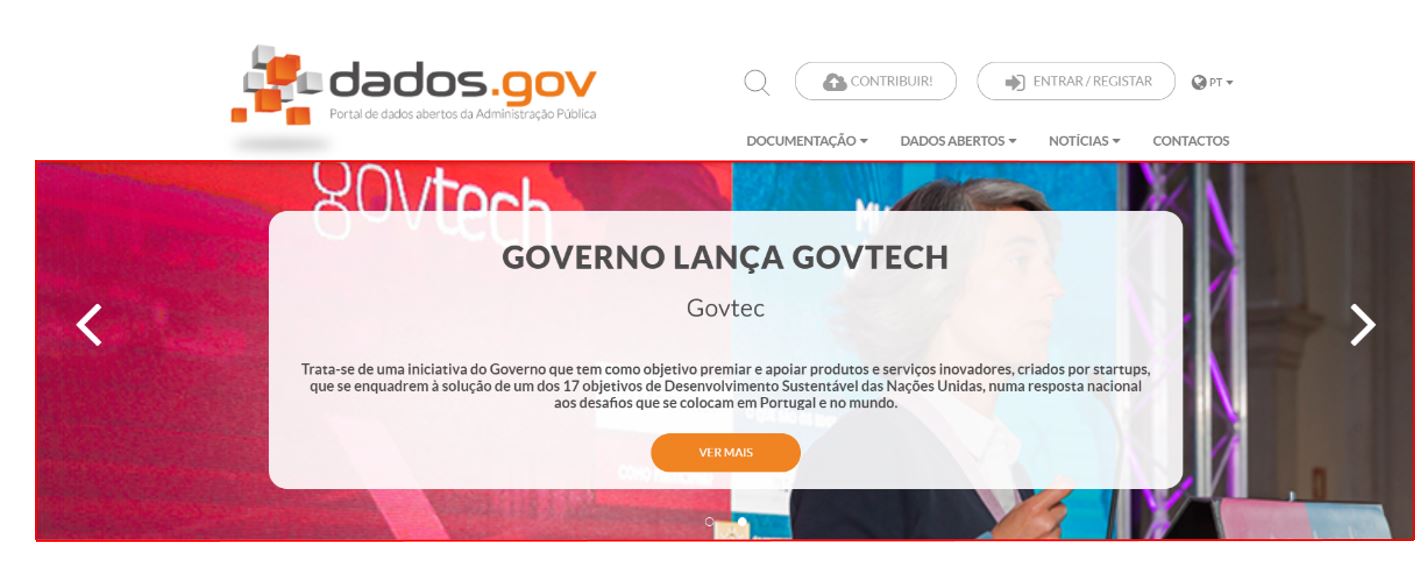 dados.gov
Portal de dados abertos da Administração Pública
CONTRIBUIR!
ENTRAR / REGISTAR
PT
DOCUMENTAÇÃO
DADOS ABERTOS
NOTÍCIAS
CONTACTOS
govtech
GOVERNO LANÇA GOVTECH
Govtec
Trata-se de uma iniciativa do Governo que tem como objetivo premiar e apoiar produtos e serviços inovadores, criados por startups,
que se enquadrem à solução de um dos 17 objetivos de Desenvolvimento Sustentável das Nações Unidas, numa resposta nacional
aos desafios que se colocam em Portugal e no mundo.
VER MAIS